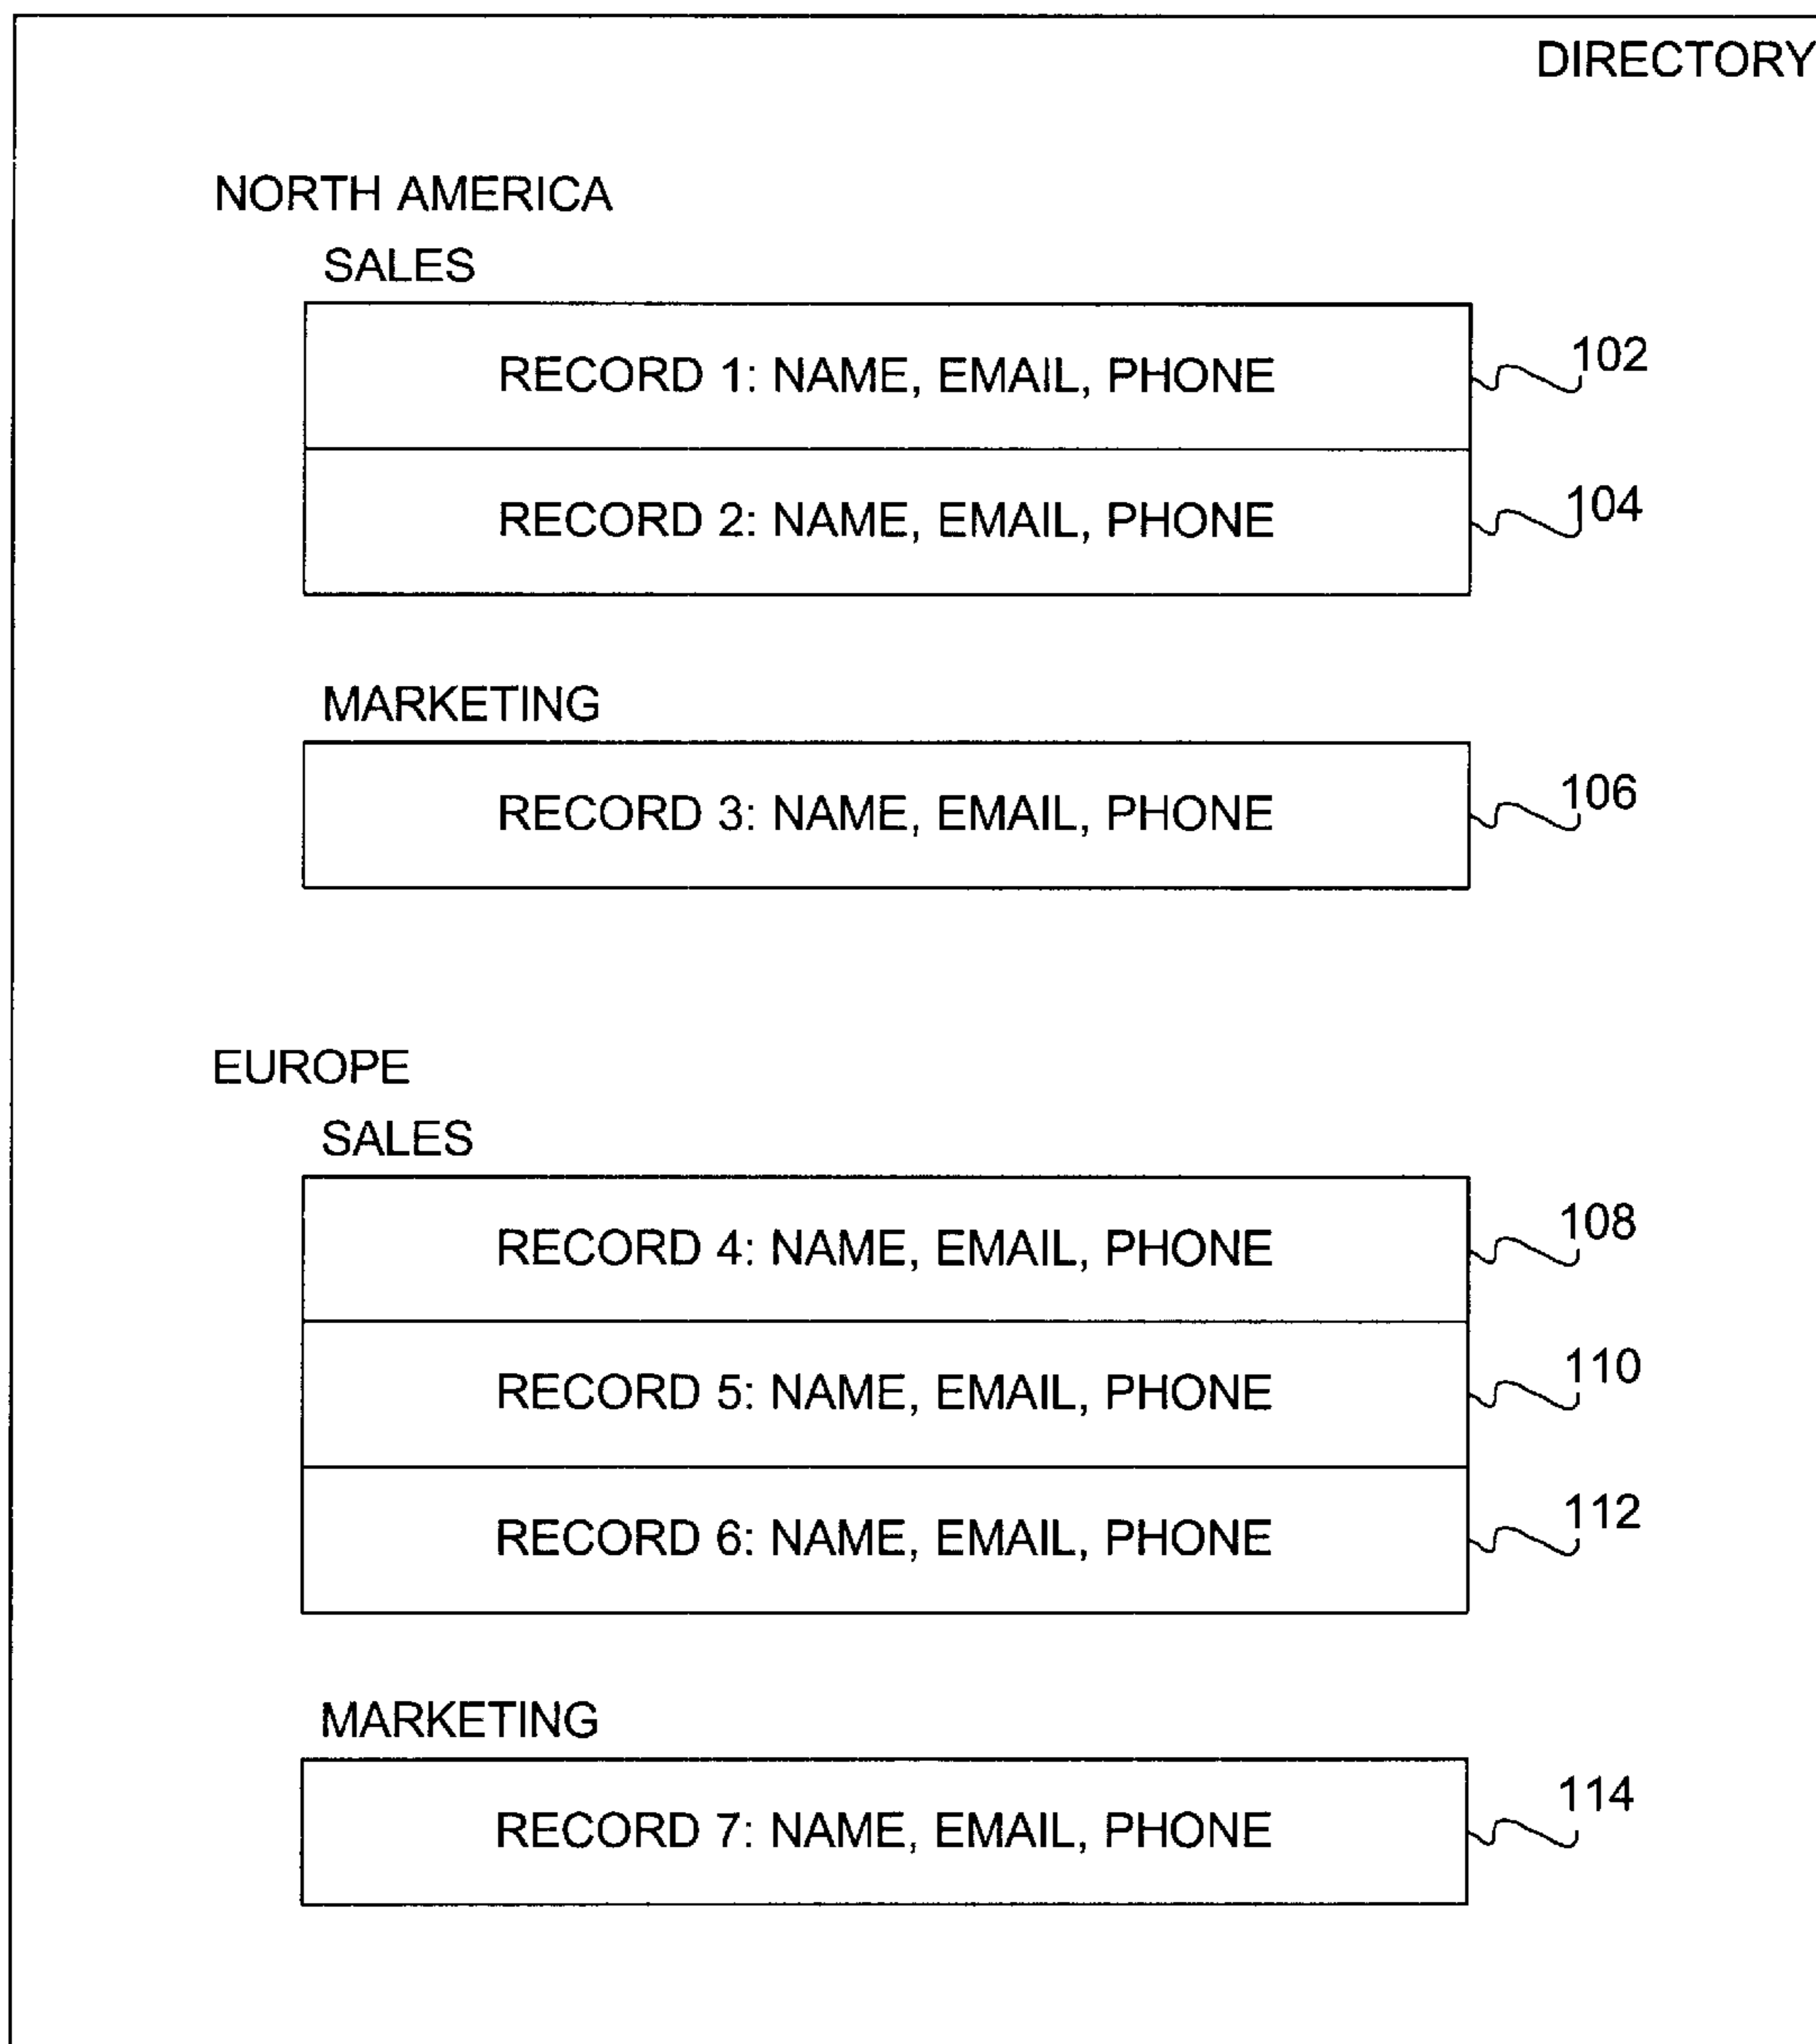 DIRECTORY
NORTH AMERICA
SALES
RECORD 1: NAME, EMAIL, PHONE
102
RECORD 2: NAME, EMAIL, PHONE
104
MARKETING
RECORD 3: NAME, EMAIL, PHONE
106
EUROPE
SALES
RECORD 4: NAME, EMAIL, PHONE
108
RECORD 5: NAME, EMAIL, PHONE
110
RECORD 6: NAME, EMAIL, PHONE
112
MARKETING
RECORD 7: NAME, EMAIL, PHONE
114